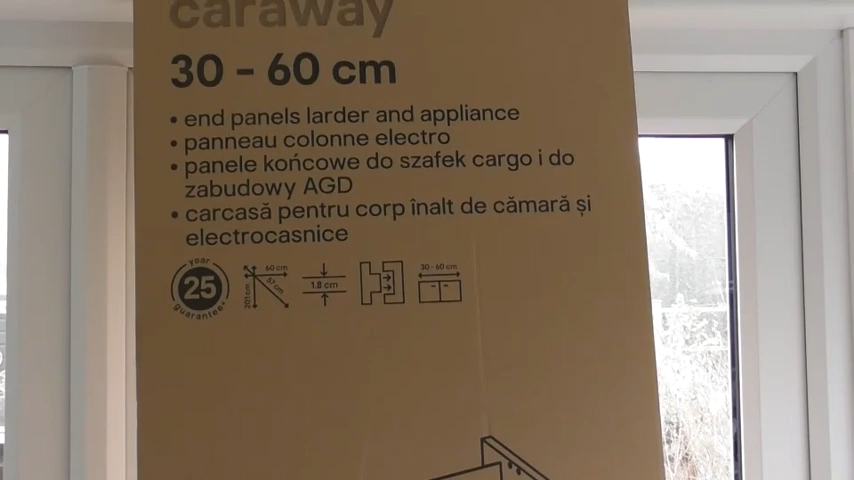 caraway
30 - 60 cm
• end panels larder and appliance
• panneau colonne electro
• panele końcowe do szafek cargo i do
zabudowy AGD
• carcasă pentru corp înalt de cămară și
electrocasnice
year
25
guarantee
60 cm
57 cm
201 cm
1.8 cm
30 - 60 cm